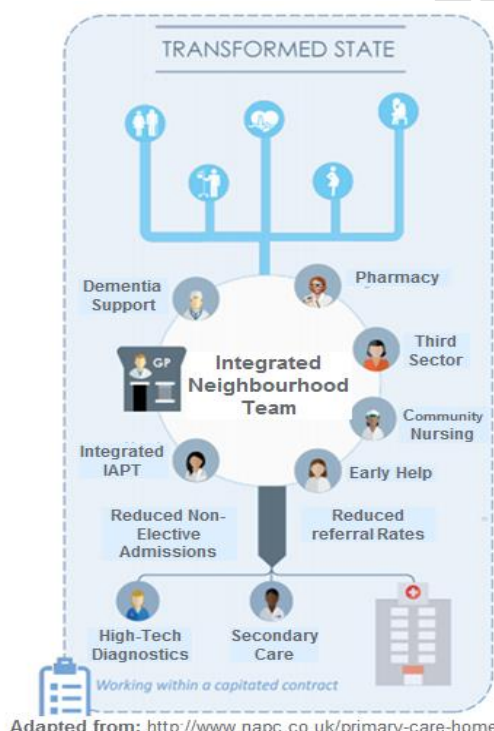 TRANSFORMED STATE
Dementia
Support
Pharmacy
GP
Integrated
Neighbourhood
Team
Third
Sector
Community
Nursing
Integrated
IAPT
Early Help
Reduced Non-
Elective
Admissions
Reduced
referral Rates
High-Tech
Diagnostics
Secondary
Care
Working within a capitated contract
Adapted from: http://www.napc.co.uk/primary-care-home